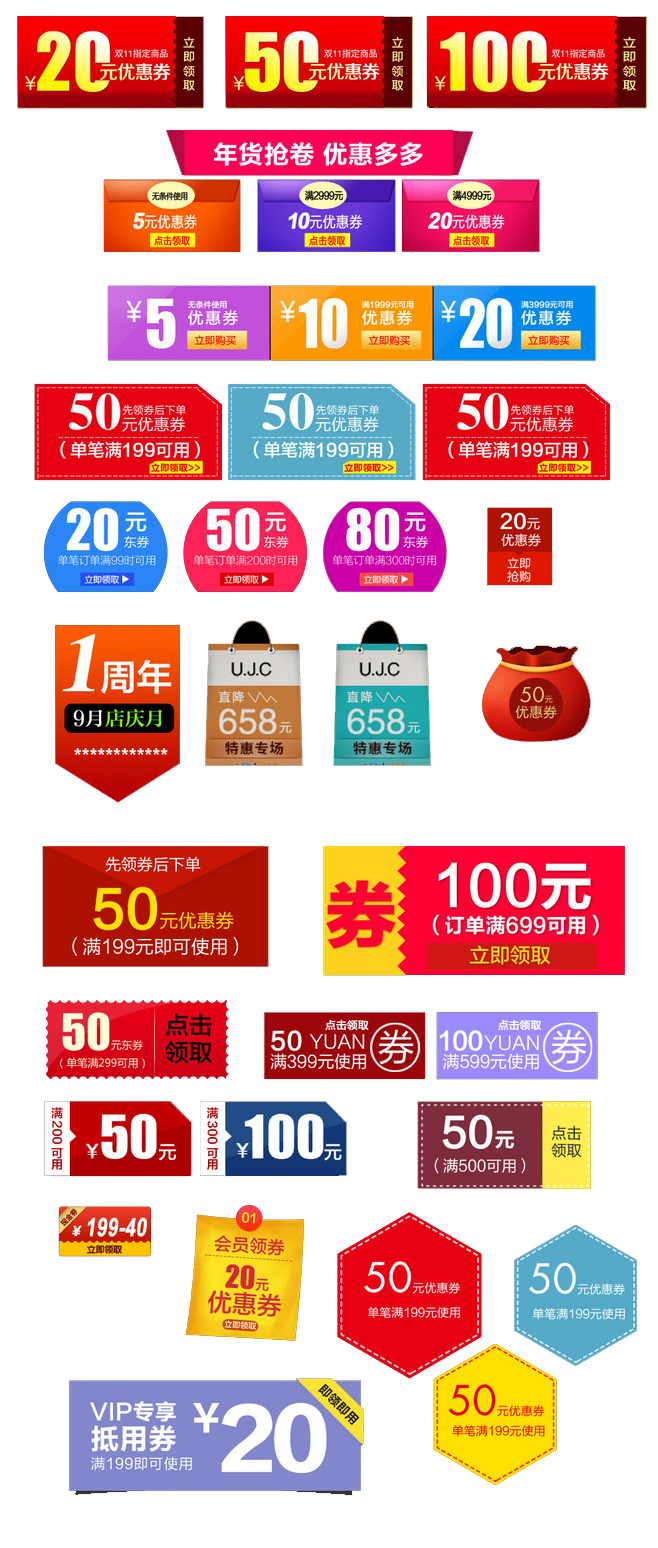 ¥20元优惠券
双11指定商品
立即领取
¥50元优惠券
双11指定商品
立即领取
¥100元优惠券
双11指定商品
立即领取
年货抢卷 优惠多多
无条件使用
5元优惠券
点击领取
满2999元
10元优惠券
点击领取
满4999元
20元优惠券
点击领取
¥5
无条件使用
优惠券
立即购买
¥10
满1999元可用
优惠券
立即购买
¥20
满3999元可用
优惠券
立即购买
50
先领券后下单
元优惠券
（单笔满199可用）
立即领取>>
50
先领券后下单
元优惠券
（单笔满199可用）
立即领取>>
50
先领券后下单
元优惠券
（单笔满199可用）
立即领取>>
20元
东券
单笔订单满99时可用
立即领取▶
50元
东券
单笔订单满200时可用
立即领取▶
80元
东券
单笔订单满300时可用
立即领取▶
20元
优惠券
立即
抢购
1周年
9月店庆月
************
U.J.C
直降
658元
特惠专场
U.J.C
直降
658元
特惠专场
50元
优惠券
先领券后下单
50元优惠券
（满199元即可使用）
券
100元
（订单满699可用）
立即领取
50元东券
（单笔满299可用）
点击
领取
点击领取
50 YUAN
满399元使用
券
点击领取
100YUAN
满599元使用
券
满200可用
¥50元
满300可用
¥100元
50元
（满500可用）
点击
领取
¥199-40
立即领取
01
会员领券
20元
优惠券
立即领取
50元优惠券
单笔满199元使用
50元优惠券
单笔满199元使用
50元优惠券
单笔满199元使用
VIP专享
抵用券
满199即可使用
¥20
即领即用